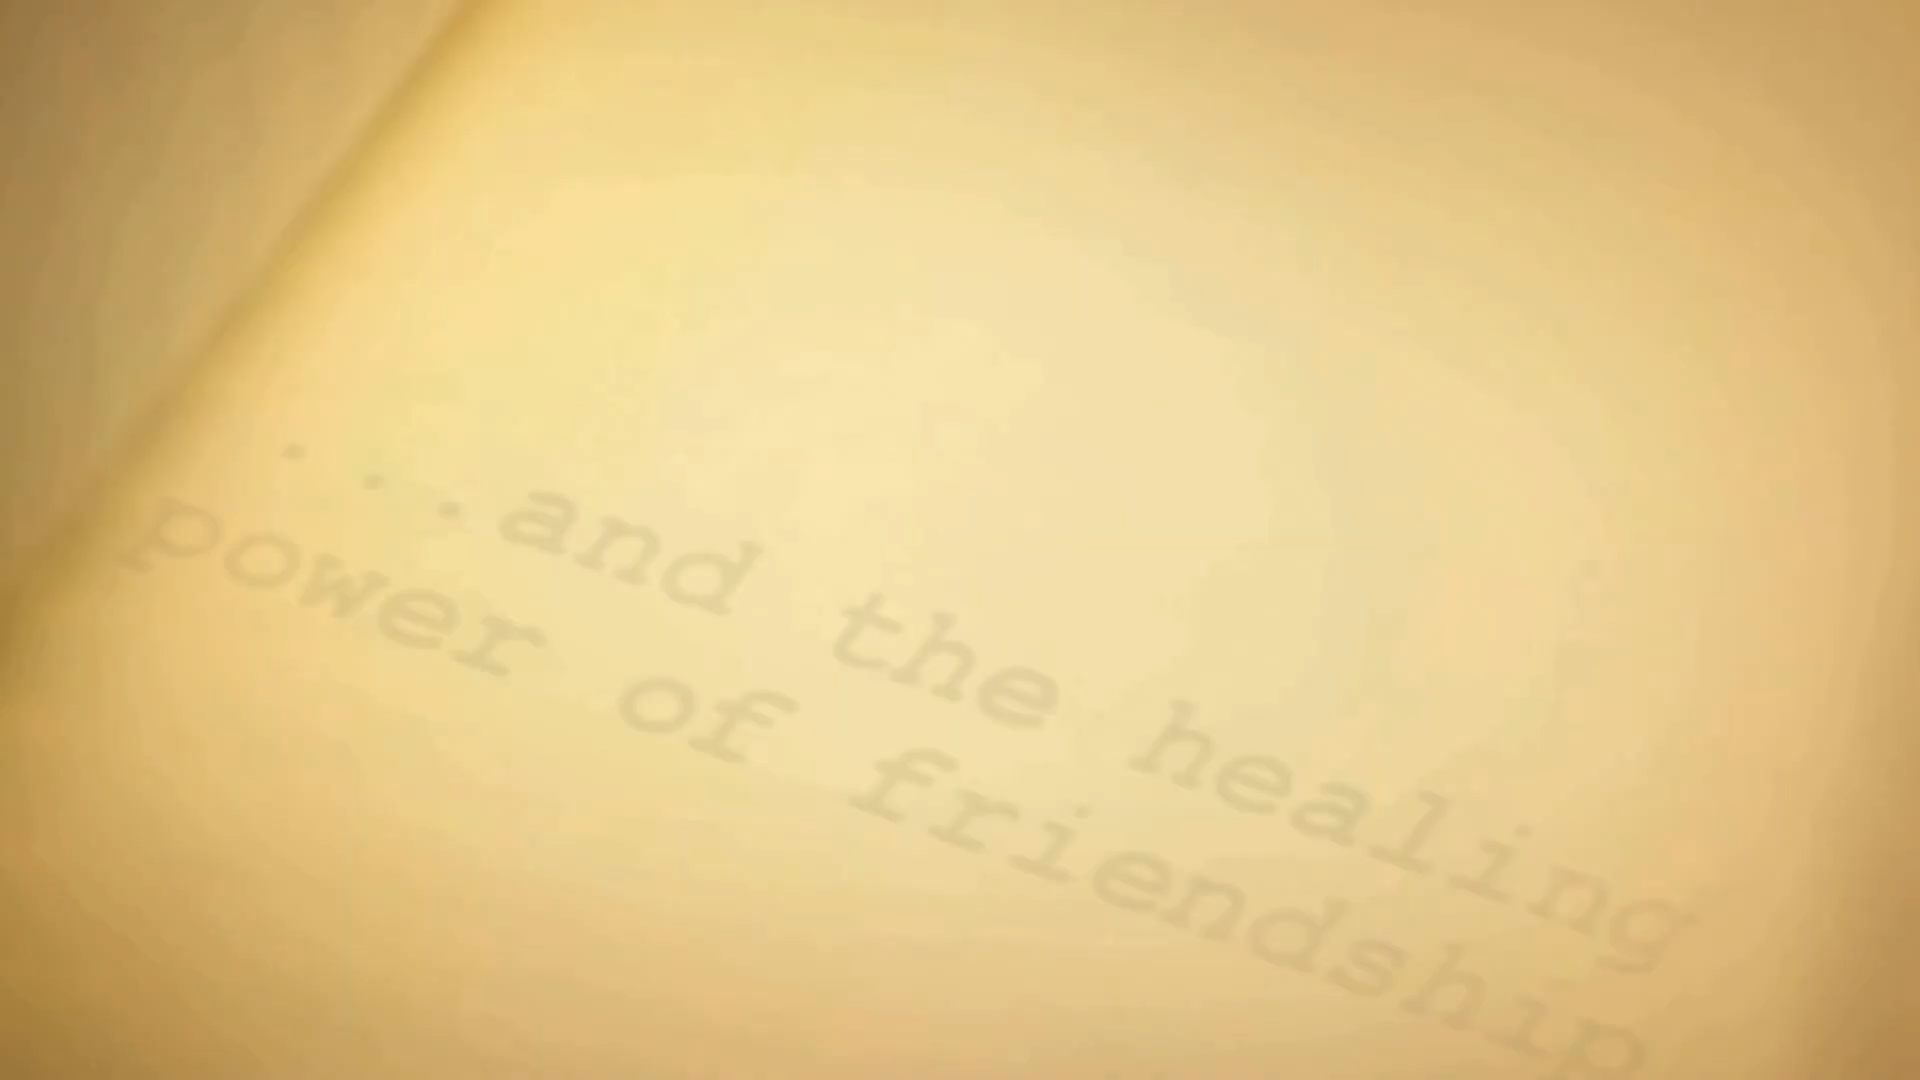 ...and the healing
power of friendship